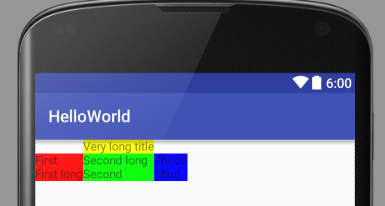 6:00
HelloWorld
Very long title
First Second long Third?
First long Second Third